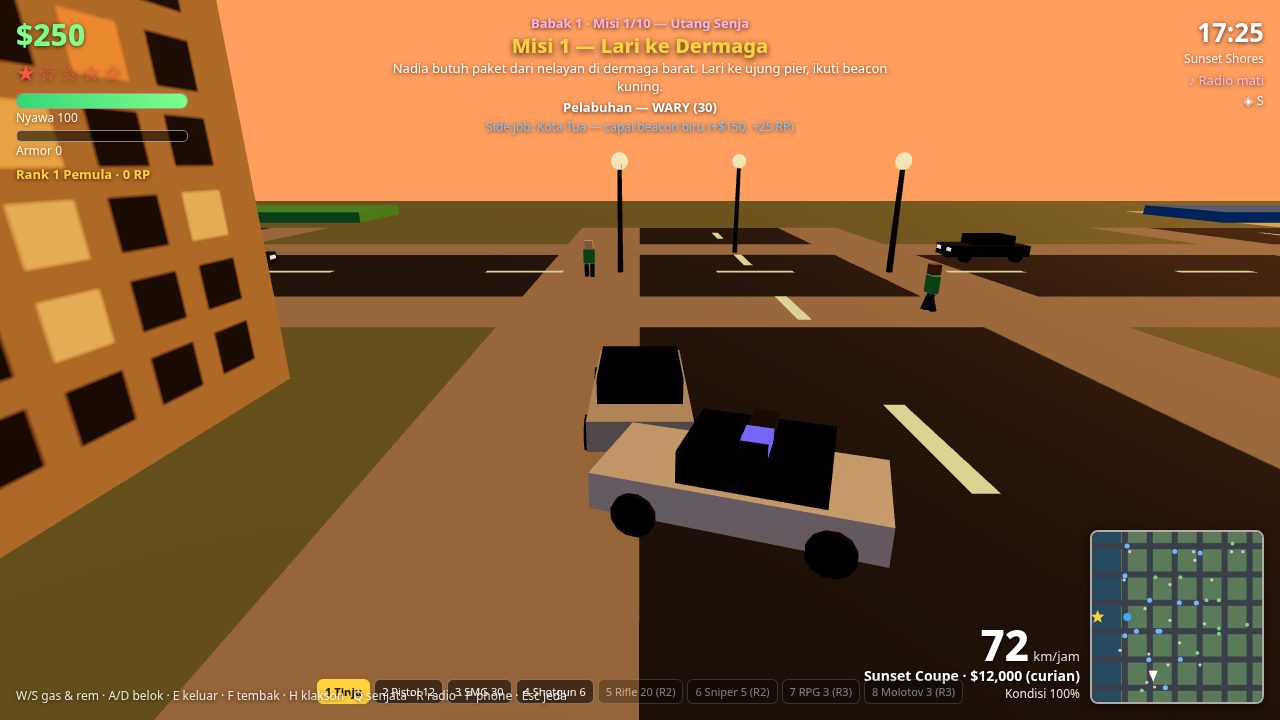 $250
★☆☆☆☆
Nyawa 100
Armor 0
Rank 1 Pemula · 0 RP
Babak 1 · Misi 1/10 — Utang Senja
Misi 1 — Lari ke Dermaga
Nadia butuh paket dari nelayan di dermaga barat. Lari ke ujung pier, ikuti beacon
kuning.
Pelabuhan — WARY (30)
Side job: Kota Tua — capai beacon biru (+$150, +25 RP)
17:25
Sunset Shores
♪ Radio mati
◈ S
72 km/jam
Sunset Coupe · $12,000 (curian)
Kondisi 100%
W/S gas & rem · A/D belok · E keluar · F tembak · H klakson · Q senjata · R radio · P phone · Esc jeda
1 Tinju 2 Pistol 12 3 SMG 30 4 Shotgun 6 5 Rifle 20 (R2) 6 Sniper 5 (R2) 7 RPG 3 (R3) 8 Molotov 3 (R3)